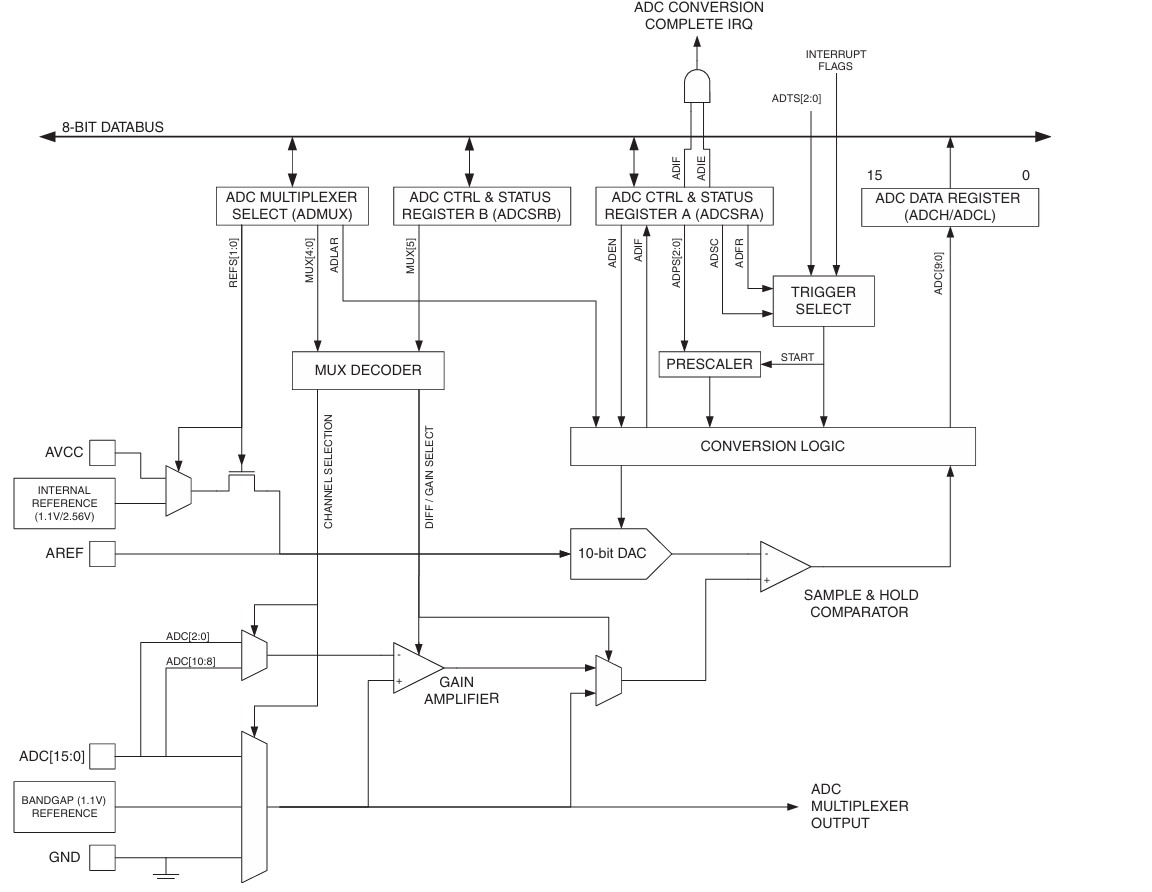 ADC CONVERSION
COMPLETE IRQ
INTERRUPT
FLAGS
ADTS[2:0]
8-BIT DATABUS
ADIF
ADIE
15
0
ADC MULTIPLEXER
SELECT (ADMUX)
ADC CTRL & STATUS
REGISTER B (ADCSRB)
ADC CTRL & STATUS
REGISTER A (ADCSRA)
ADC DATA REGISTER
(ADCH/ADCL)
REFS[1:0]
MUX[4:0]
ADLAR
MUX[5]
ADEN
ADIF
ADPS[2:0]
ADSC
ADFR
ADC[9:0]
TRIGGER
SELECT
MUX DECODER
PRESCALER
START
CHANNEL SELECTION
DIFF / GAIN SELECT
CONVERSION LOGIC
AVCC
INTERNAL
REFERENCE
(1.1V/2.56V)
AREF
10-bit DAC
-
+
SAMPLE & HOLD
COMPARATOR
ADC[2:0]
ADC[10:8]
-
+
GAIN
AMPLIFIER
ADC[15:0]
BANDGAP (1.1V)
REFERENCE
ADC
MULTIPLEXER
OUTPUT
GND